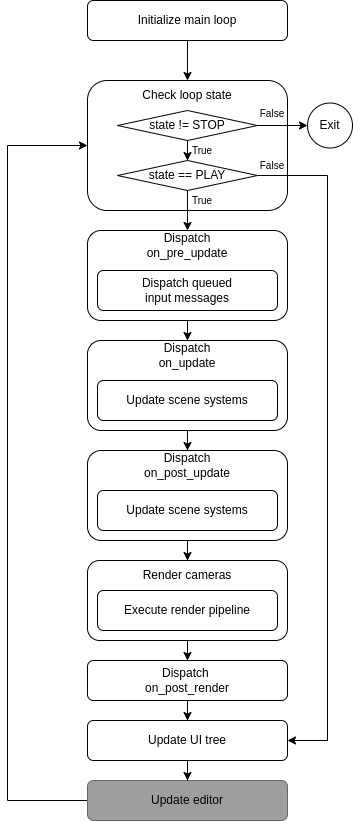 Initialize main loop
Check loop state
state != STOP
False
Exit
True
state == PLAY
False
True
Dispatch
on_pre_update
Dispatch queued
input messages
Dispatch
on_update
Update scene systems
Dispatch
on_post_update
Update scene systems
Render cameras
Execute render pipeline
Dispatch
on_post_render
Update UI tree
Update editor